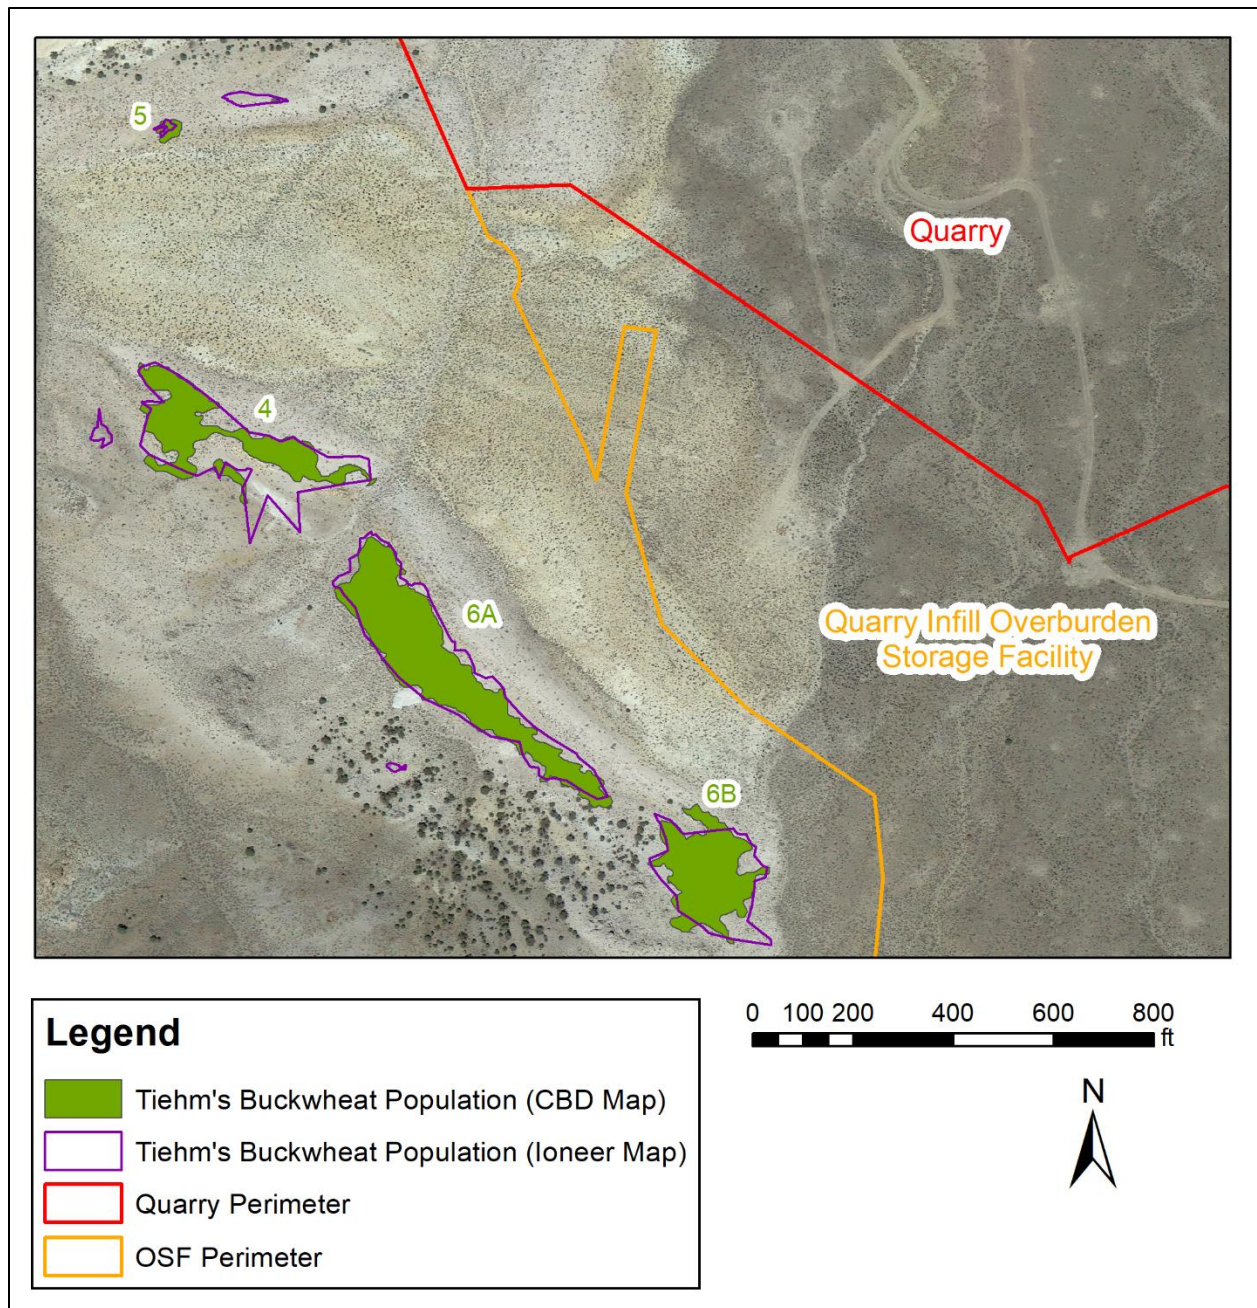 5
Quarry
4
6A
Quarry Infill Overburden
Storage Facility
6B
Legend
Tiehm's Buckwheat Population (CBD Map)
Tiehm's Buckwheat Population (Ioneer Map)
Quarry Perimeter
OSF Perimeter
0 100 200 400 600 800
ft
N